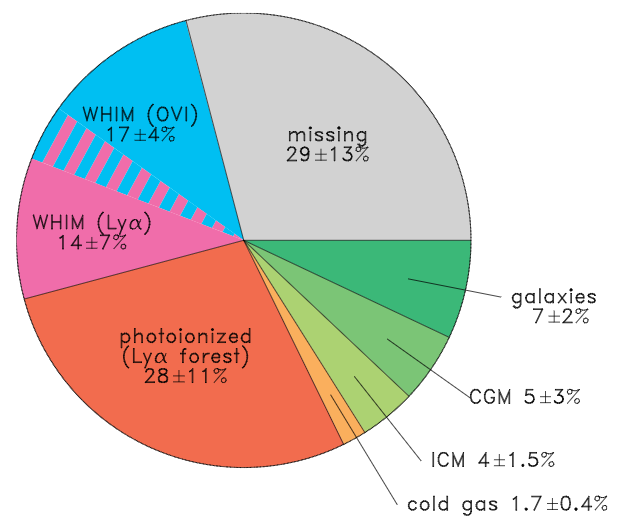 WHIM (OVI)
17±4%
missing
29±13%
WHIM (Lyα)
14±7%
galaxies
7±2%
photoionized
(Lyα forest)
28±11%
CGM 5±3%
ICM 4±1.5%
cold gas 1.7±0.4%